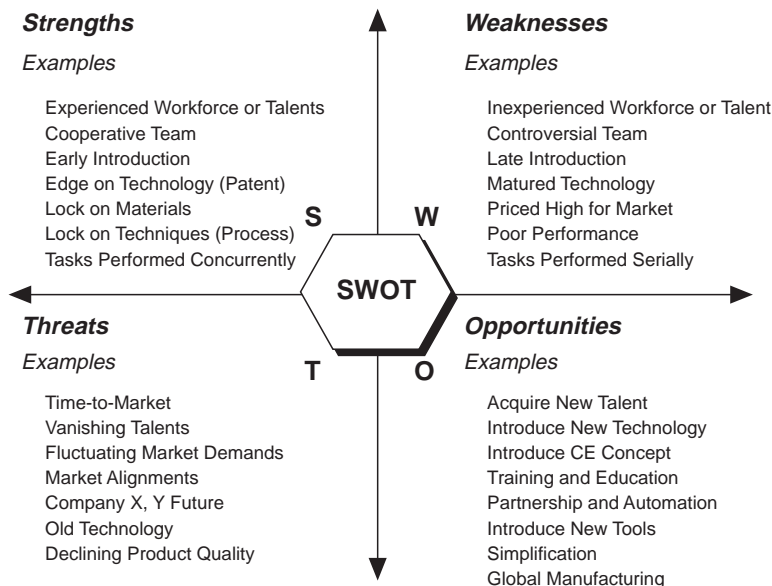 Strengths
Examples
Experienced Workforce or Talents
Cooperative Team
Early Introduction
Edge on Technology (Patent)
Lock on Materials
Lock on Techniques (Process)
Tasks Performed Concurrently
Weaknesses
Examples
Inexperienced Workforce or Talent
Controversial Team
Late Introduction
Matured Technology
Priced High for Market
Poor Performance
Tasks Performed Serially
S
W
SWOT
T
O
Threats
Examples
Time-to-Market
Vanishing Talents
Fluctuating Market Demands
Market Alignments
Company X, Y Future
Old Technology
Declining Product Quality
Opportunities
Examples
Acquire New Talent
Introduce New Technology
Introduce CE Concept
Training and Education
Partnership and Automation
Introduce New Tools
Simplification
Global Manufacturing